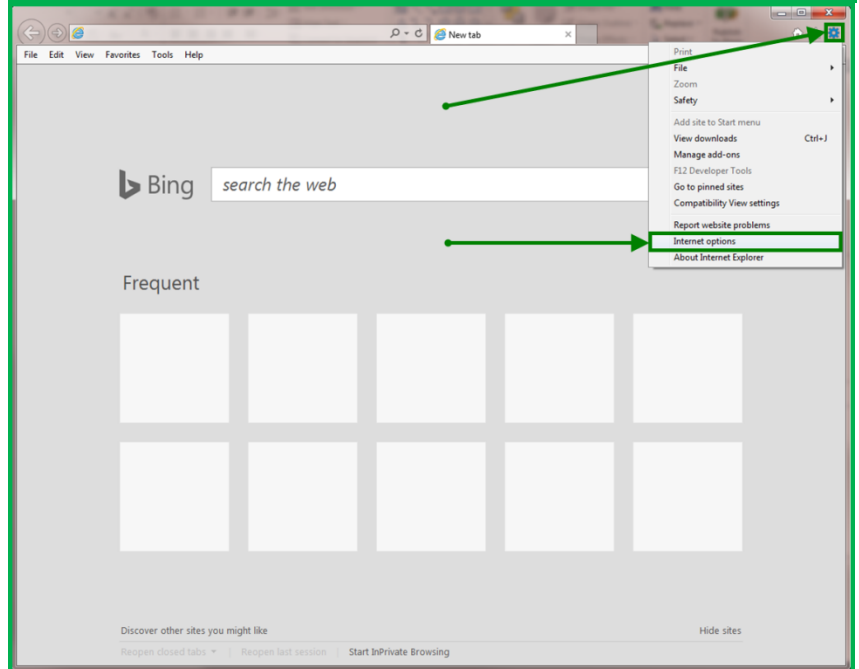 New tab
File Edit View Favorites Tools Help
Print
File
Zoom
Safety
Add site to Start menu
View downloads Ctrl+J
Manage add-ons
F12 Developer Tools
Go to pinned sites
Compatibility View settings
Report website problems
Internet options
About Internet Explorer
Bing search the web
Frequent
Discover other sites you might like Hide sites
Reopen closed tabs Reopen last session Start InPrivate Browsing